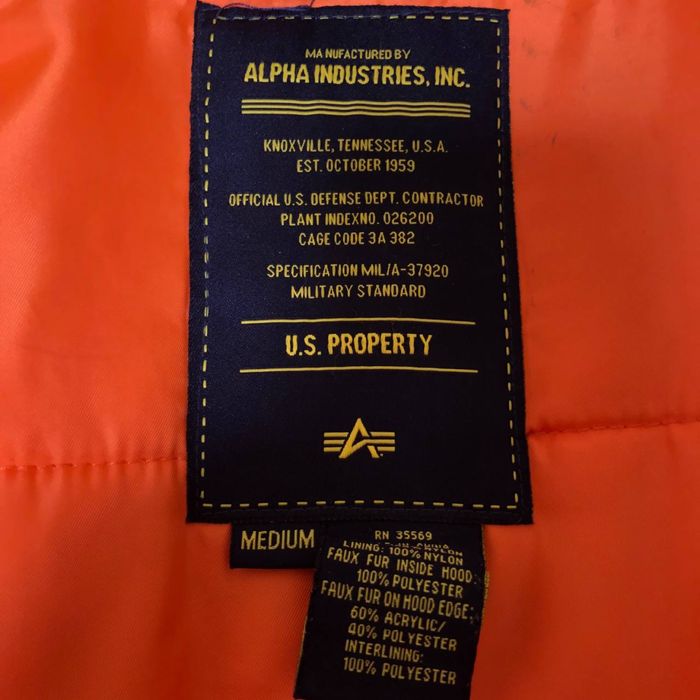 MANUFACTURED BY
ALPHA INDUSTRIES, INC.
KNOXVILLE, TENNESSEE, U.S.A.
EST. OCTOBER 1959
OFFICIAL U.S. DEFENSE DEPT. CONTRACTOR
PLANT INDEXNO. 026200
CAGE CODE 3A 382
SPECIFICATION MIL/A-37920
MILITARY STANDARD
U.S. PROPERTY
MEDIUM
RN 35569
LINING: 100% NYLON
FAUX FUR INSIDE HOOD:
100% POLYESTER
FAUX FUR ON HOOD EDGE:
60% ACRYLIC/
40% POLYESTER
INTERLINING:
100% POLYESTER